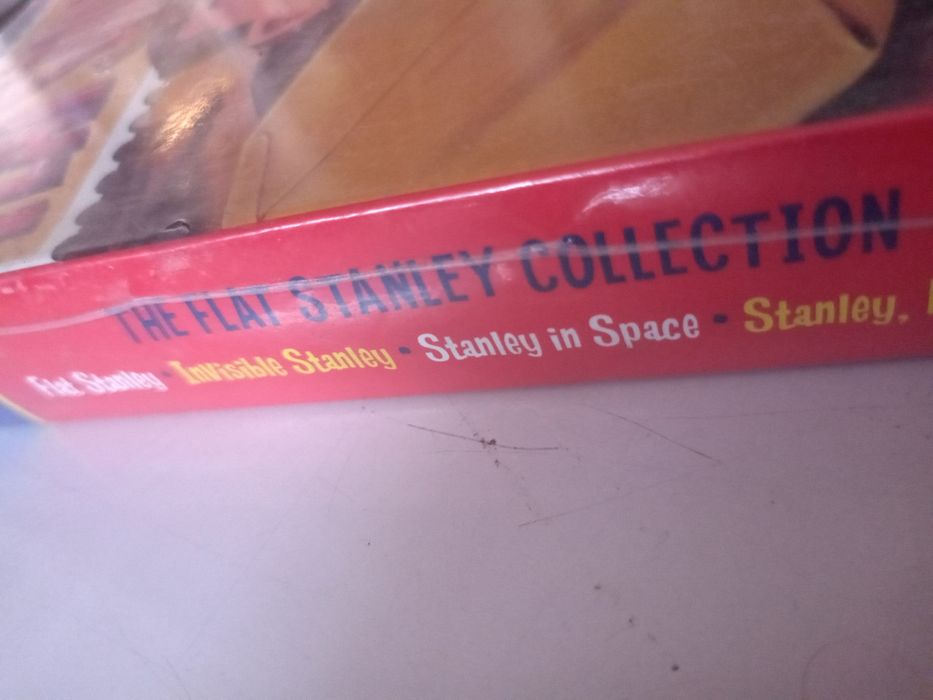 THE FLAT STANLEY COLLECTION
Flat Stanley • Invisible Stanley • Stanley in Space • Stanley,